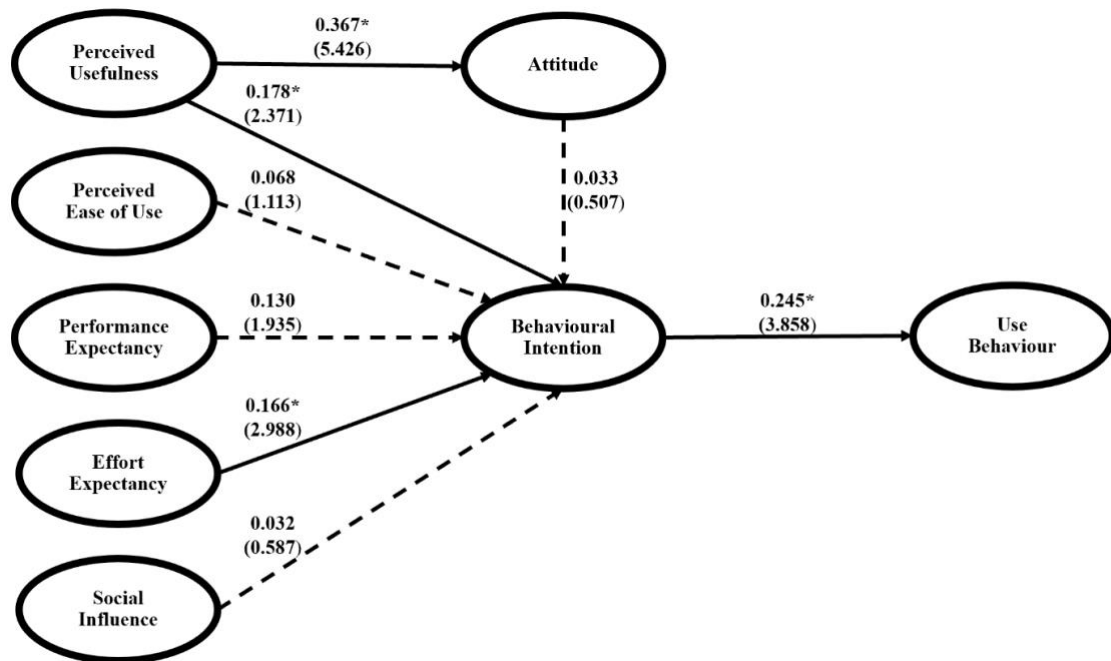 Perceived
Usefulness
0.367*
(5.426)
Attitude
0.178*
(2.371)
Perceived
Ease of Use
0.068
(1.113)
0.033
(0.507)
Performance
Expectancy
0.130
(1.935)
Behavioural
Intention
0.245*
(3.858)
Use
Behaviour
Effort
Expectancy
0.166*
(2.988)
Social
Influence
0.032
(0.587)